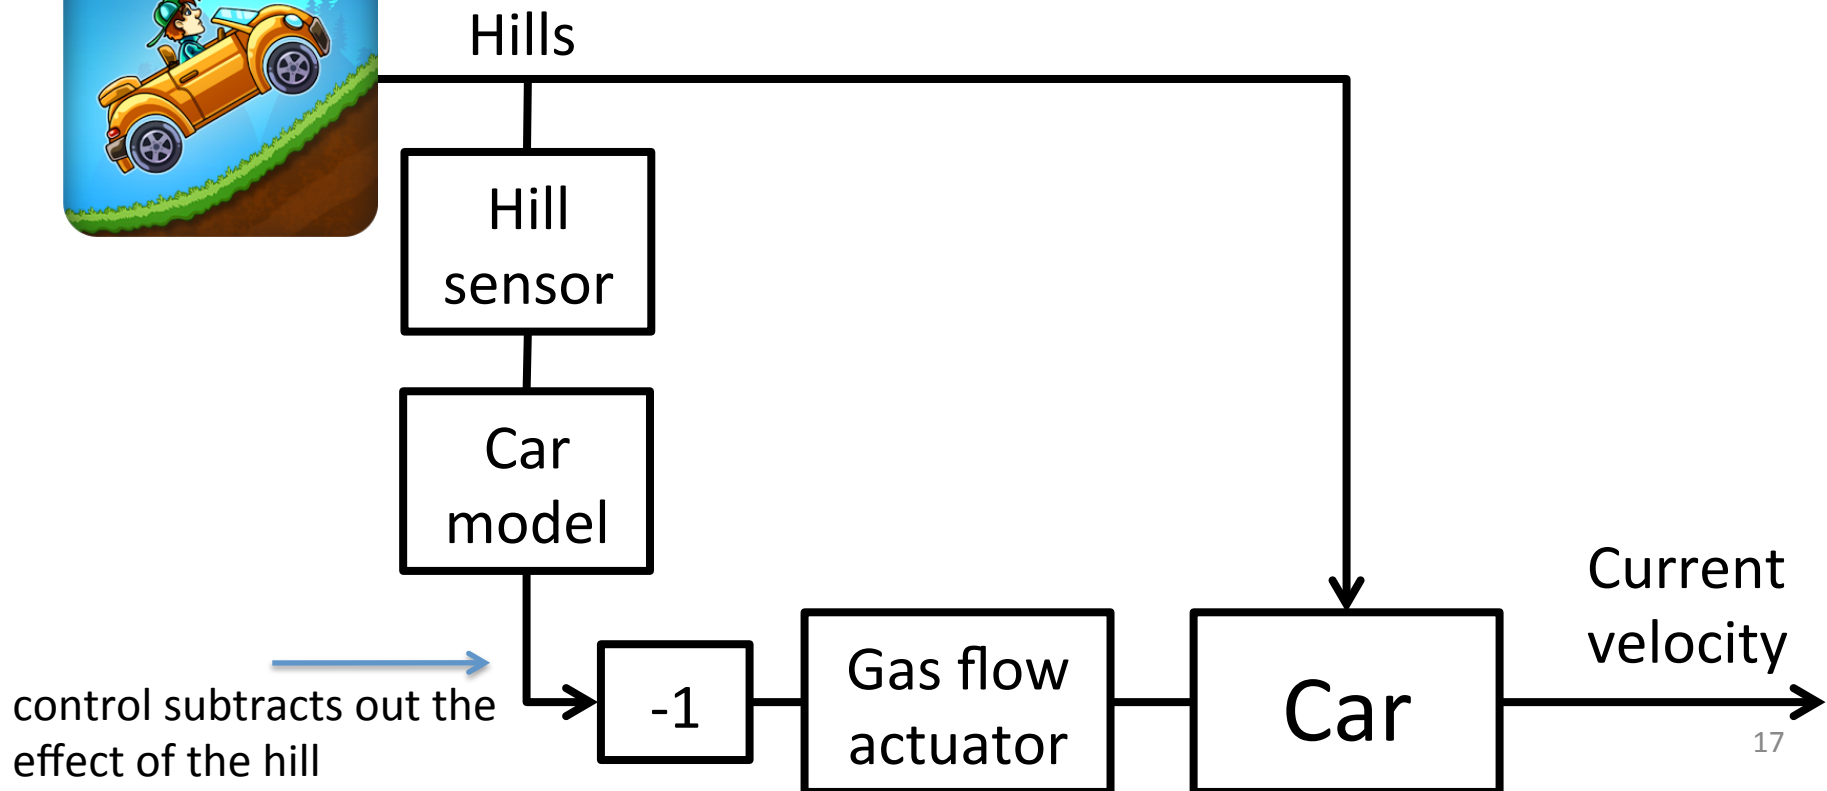 Hills
Hill
sensor
Car
model
control subtracts out the
effect of the hill
-1
Gas flow
actuator
Car
Current
velocity
17